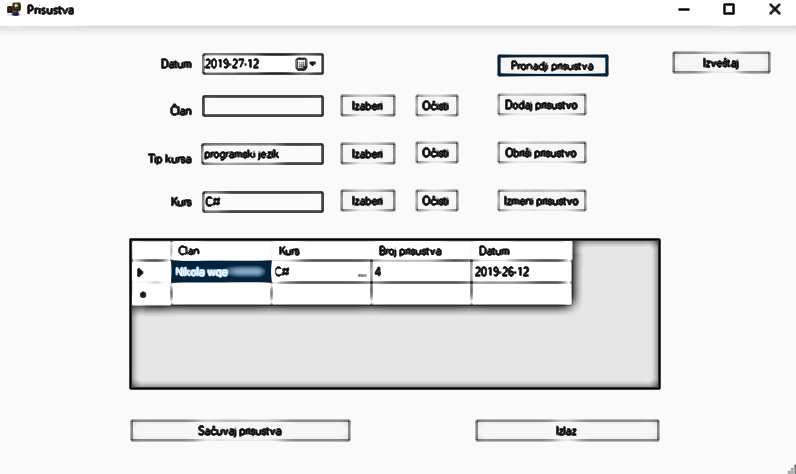 Prisustva
Datum 2019-27-12 Pronadji prisustva Izveštaj
Član Izaberi Očisti Dodaj prisustvo
Tip kursa programski jezik Izaberi Očisti Obriši prisustvo
Kurs C# Izaberi Očisti Izmeni prisustvo
Clan Kurs Broj prisustva Datum
Nikola wqe C# ... 4 2019-26-12
Sačuvaj prisustva Izlaz